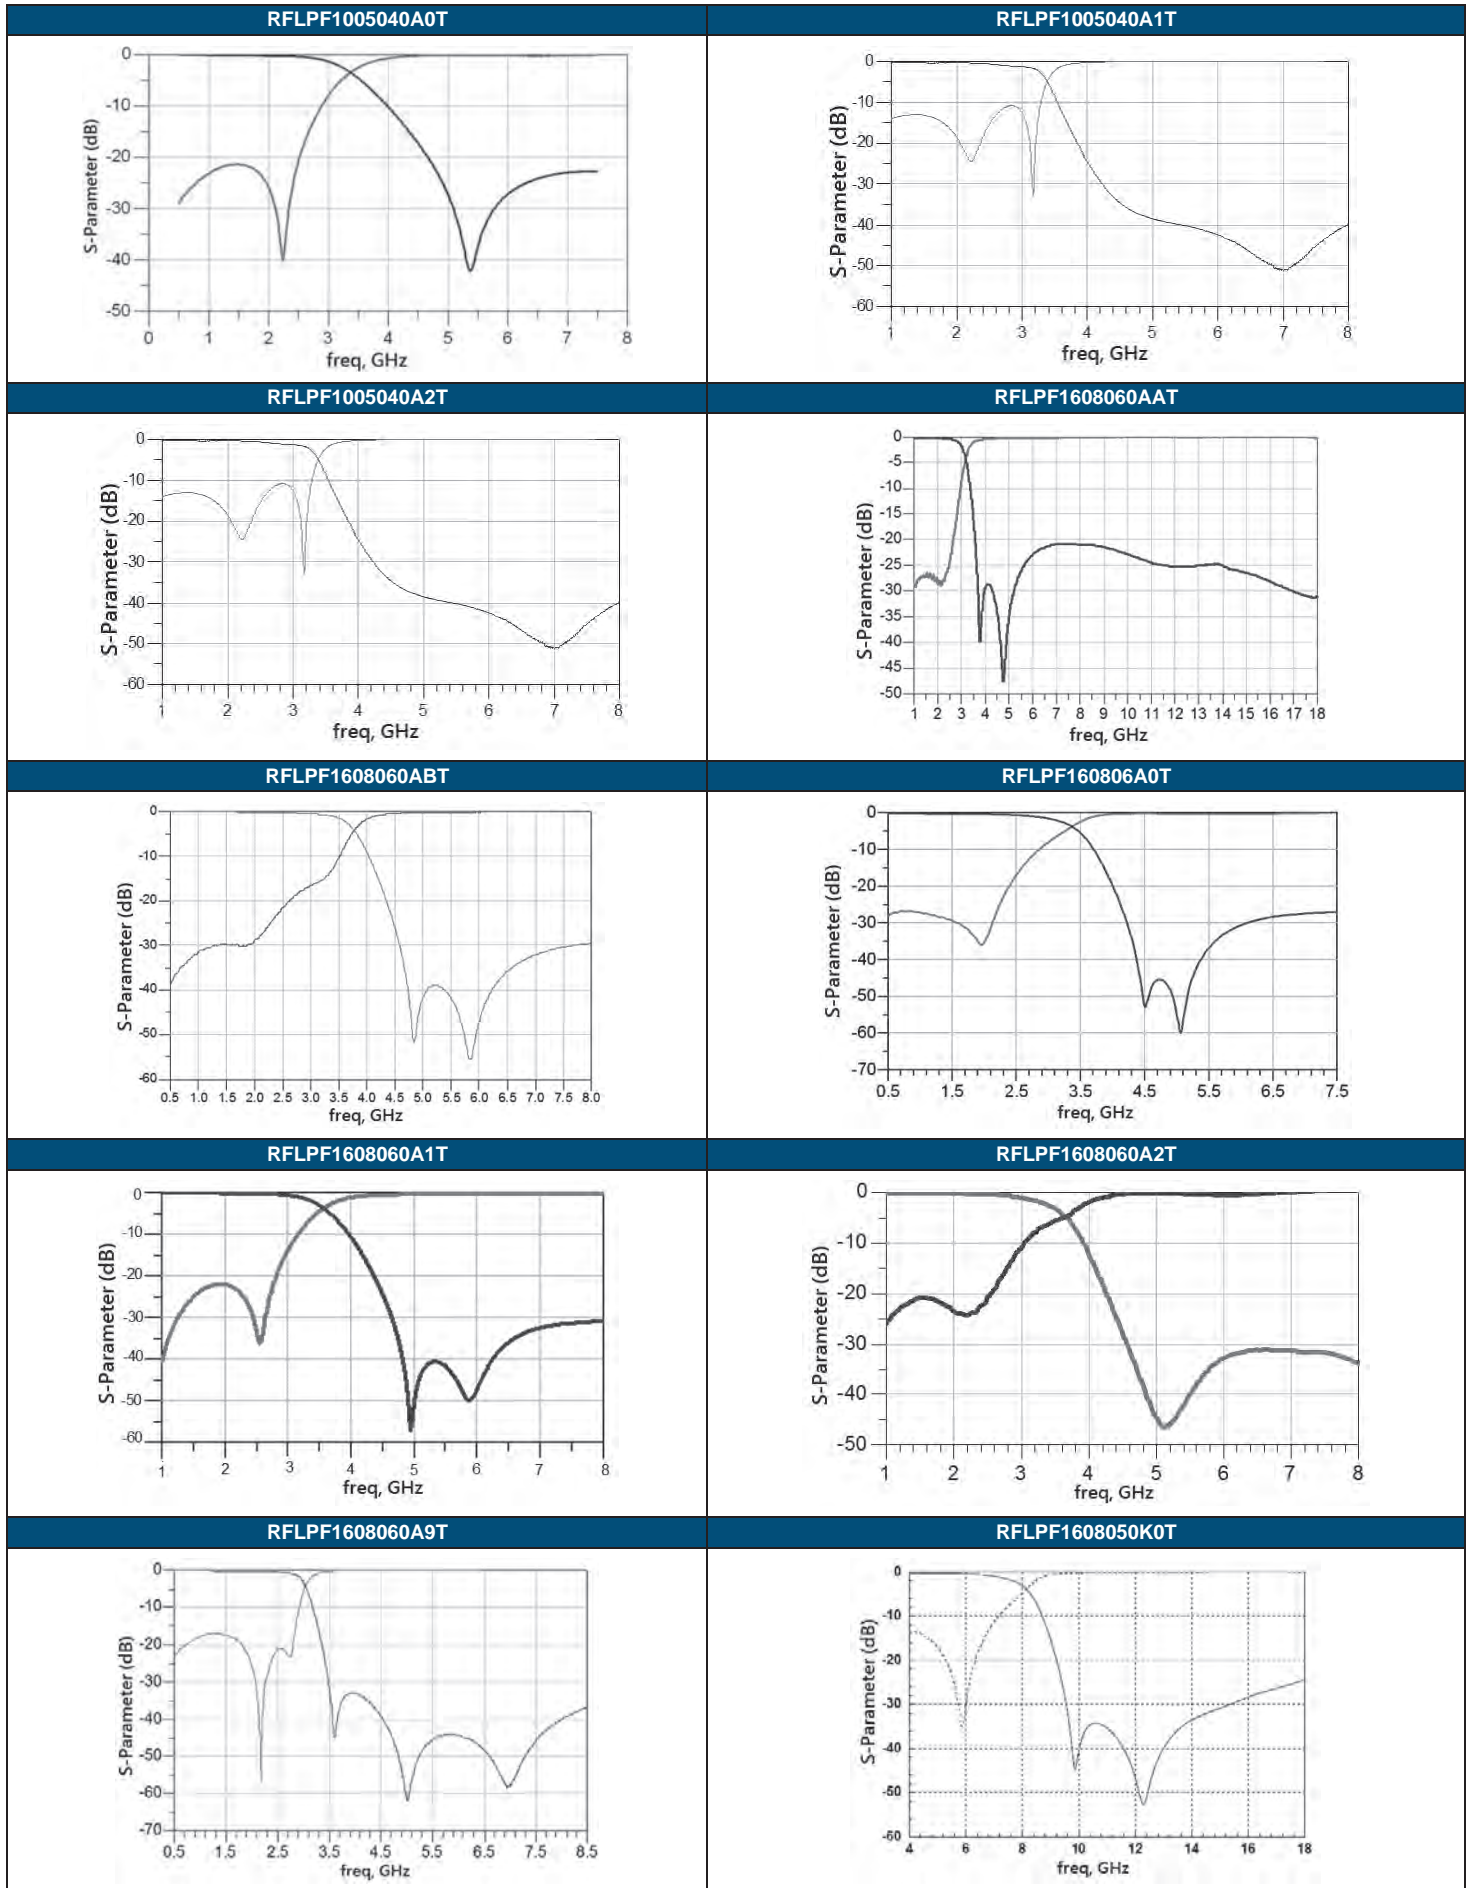 RFLPF1005040A0T
0
-10
-20
-30
-40
-50
S-Parameter (dB)
0 1 2 3 4 5 6 7 8
freq, GHz
RFLPF1005040A1T
0
-10
-20
-30
-40
-50
-60
S-Parameter (dB)
1 2 3 4 5 6 7 8
freq, GHz
RFLPF1005040A2T
0
-10
-20
-30
-40
-50
-60
S-Parameter (dB)
1 2 3 4 5 6 7 8
freq, GHz
RFLPF1608060AAT
0
-5
-10
-15
-20
-25
-30
-35
-40
-45
-50
S-Parameter (dB)
1 2 3 4 5 6 7 8 9 10 11 12 13 14 15 16 17 18
freq, GHz
RFLPF1608060ABT
0
-10
-20
-30
-40
-50
-60
S-Parameter (dB)
0.5 1.0 1.5 2.0 2.5 3.0 3.5 4.0 4.5 5.0 5.5 6.0 6.5 7.0 7.5 8.0
freq, GHz
RFLPF160806A0T
0
-10
-20
-30
-40
-50
-60
-70
S-Parameter (dB)
0.5 1.5 2.5 3.5 4.5 5.5 6.5 7.5
freq, GHz
RFLPF1608060A1T
0
-10
-20
-30
-40
-50
-60
S-Parameter (dB)
1 2 3 4 5 6 7 8
freq, GHz
RFLPF1608060A2T
0
-10
-20
-30
-40
-50
S-Parameter (dB)
1 2 3 4 5 6 7 8
freq, GHz
RFLPF1608060A9T
0
-10
-20
-30
-40
-50
-60
-70
S-Parameter (dB)
0.5 1.5 2.5 3.5 4.5 5.5 6.5 7.5 8.5
freq, GHz
RFLPF1608050K0T
0
-10
-20
-30
-40
-50
-60
S-Parameter (dB)
4 6 8 10 12 14 16 18
freq, GHz